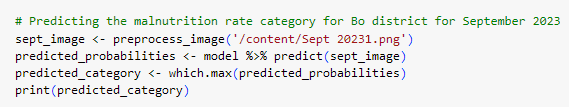 # Predicting the malnutrition rate category for Bo district for September 2023
sept_image <- preprocess_image('/content/Sept 20231.png')
predicted_probabilities <- model %>% predict(sept_image)
predicted_category <- which.max(predicted_probabilities)
print(predicted_category)